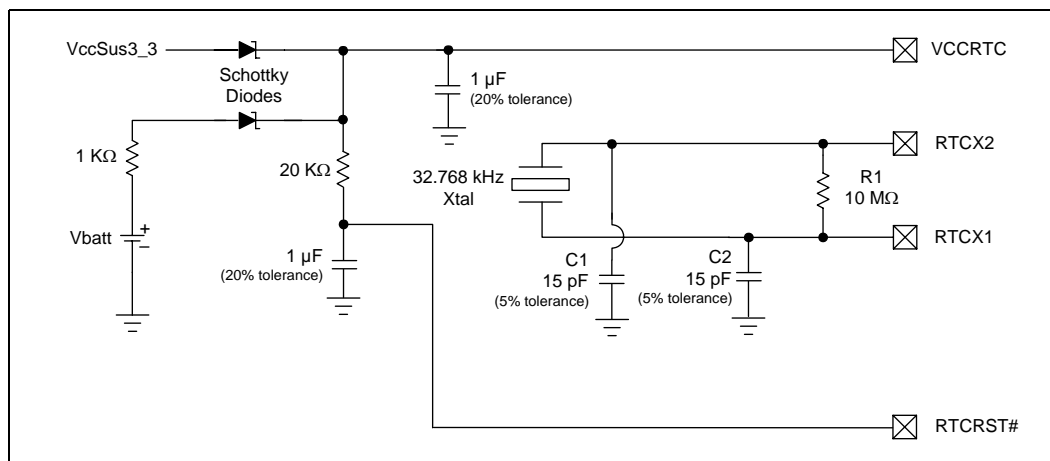 VccSus3_3
Schottky
Diodes
1 µF
(20% tolerance)
VCCRTC
1 KΩ
20 KΩ
32.768 kHz
Xtal
RTCX2
R1
10 MΩ
Vbatt
+
–
1 µF
(20% tolerance)
C1
15 pF
(5% tolerance)
C2
15 pF
(5% tolerance)
RTCX1
RTCRST#